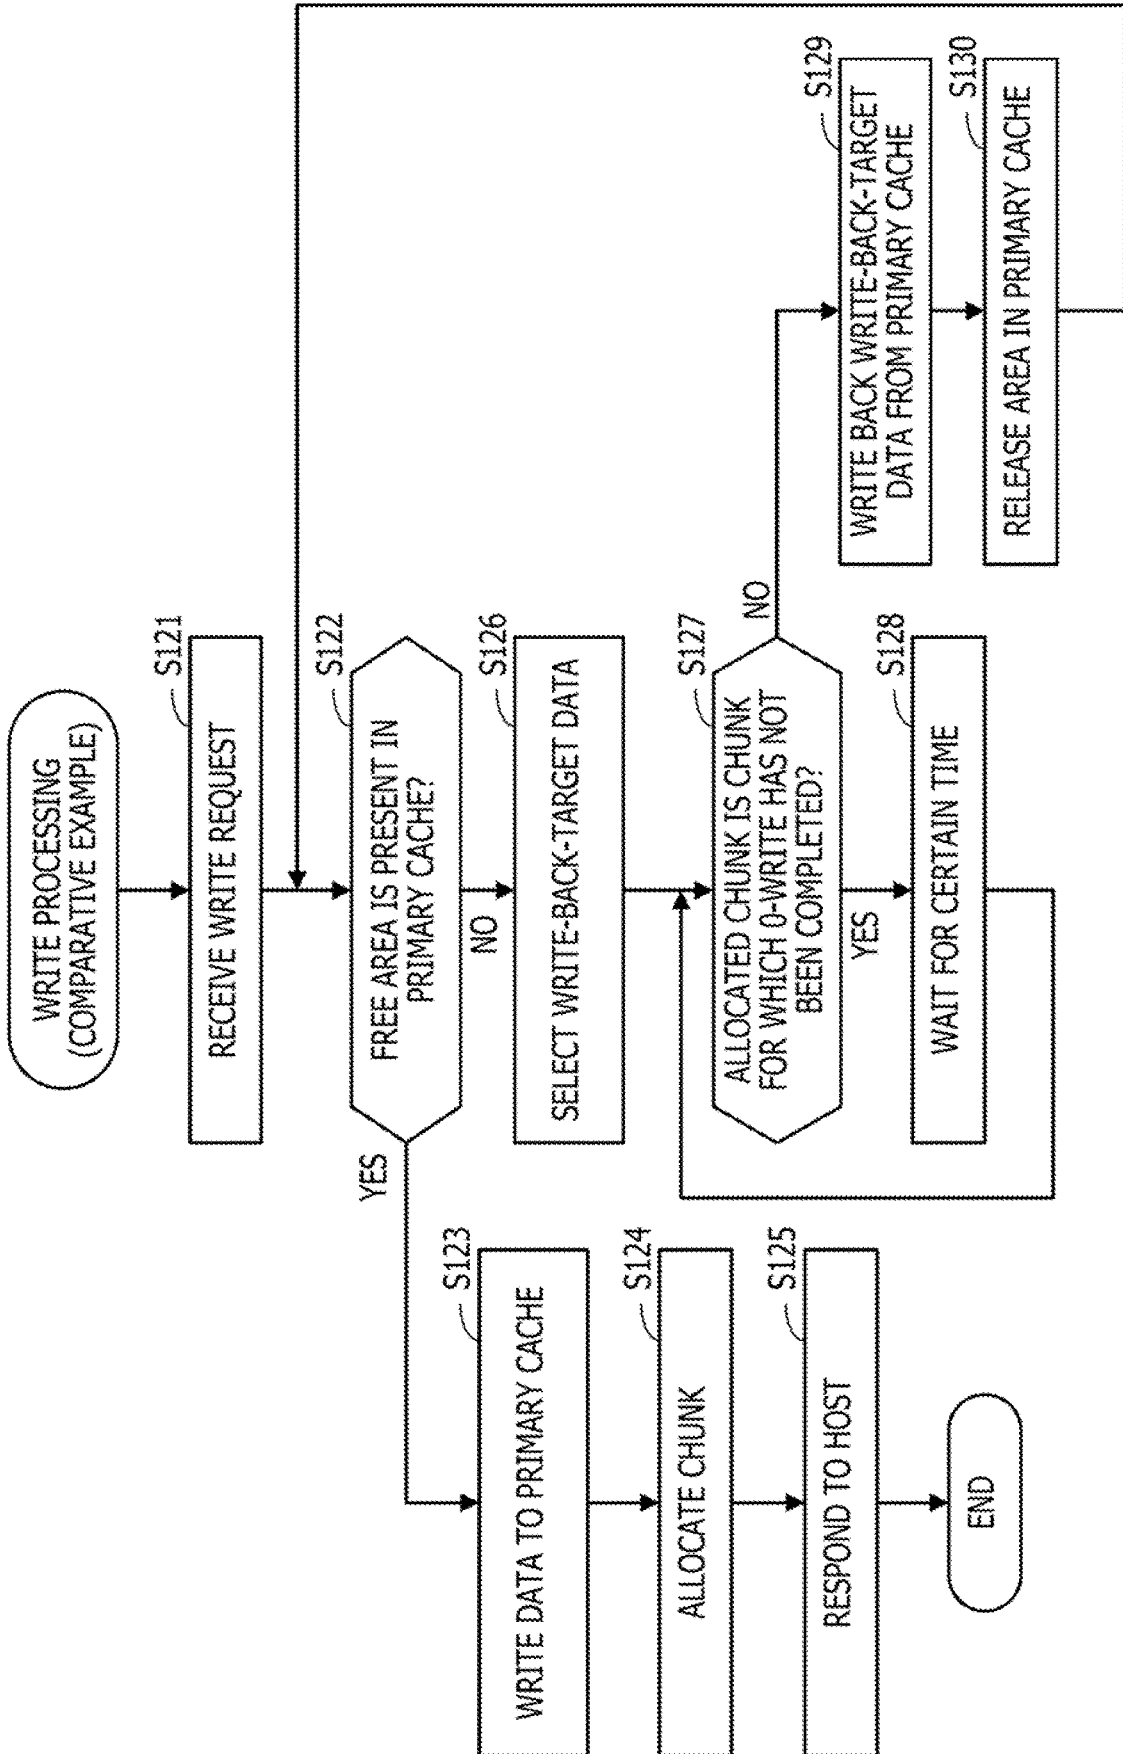 WRITE PROCESSING
(COMPARATIVE EXAMPLE)
S121
RECEIVE WRITE REQUEST
S122
FREE AREA IS PRESENT IN
PRIMARY CACHE?
YES
NO
S123
WRITE DATA TO PRIMARY CACHE
S124
ALLOCATE CHUNK
S125
RESPOND TO HOST
END
S126
SELECT WRITE-BACK-TARGET DATA
S127
ALLOCATED CHUNK IS CHUNK
FOR WHICH 0-WRITE HAS NOT
BEEN COMPLETED?
NO
YES
S128
WAIT FOR CERTAIN TIME
S129
WRITE BACK WRITE-BACK-TARGET
DATA FROM PRIMARY CACHE
S130
RELEASE AREA IN PRIMARY CACHE